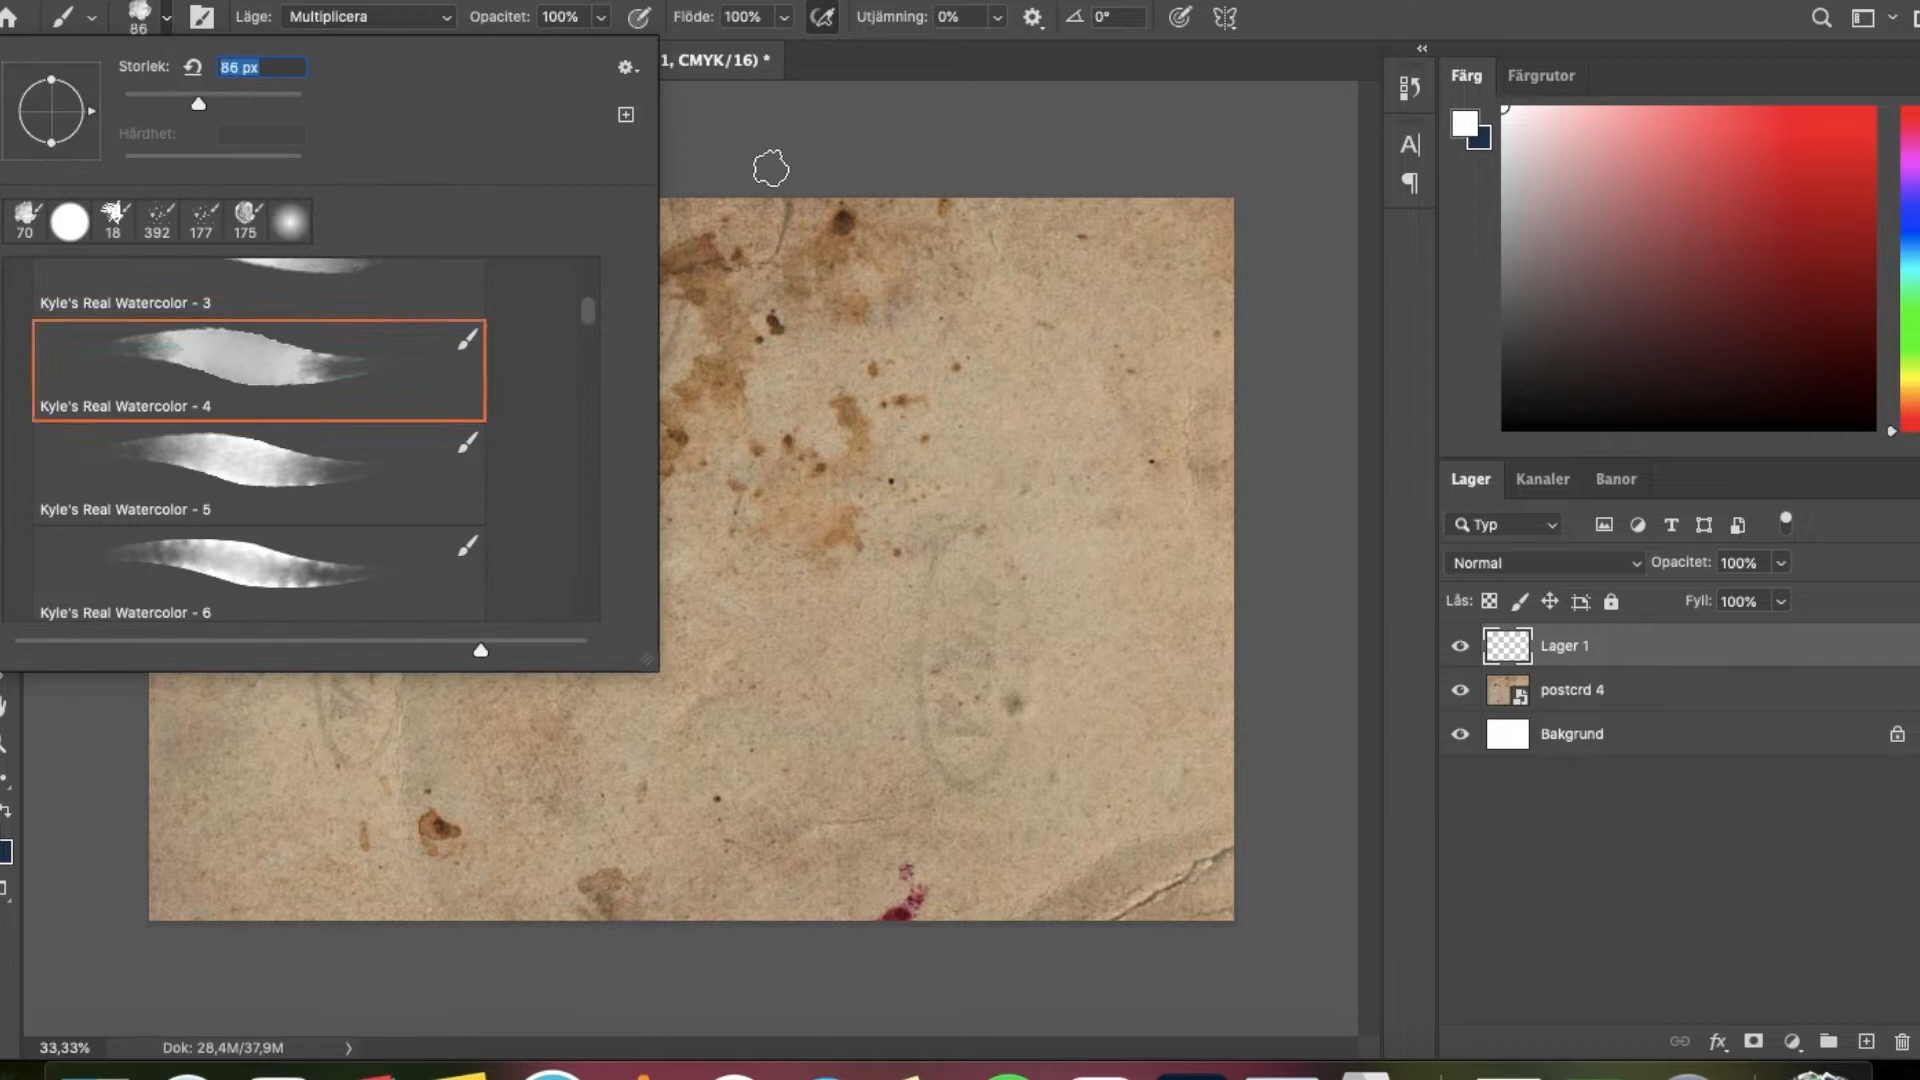 86
Läge: Multiplicera
Opacitet: 100%
Flöde: 100%
Utjämning: 0%
0°
Storlek: 86 px
Hårdhet:
1, CMYK/16) *
70
18
392
177
175
Kyle's Real Watercolor - 3
Kyle's Real Watercolor - 4
Kyle's Real Watercolor - 5
Kyle's Real Watercolor - 6
Färg
Färgrutor
Lager
Kanaler
Banor
Typ
Normal
Opacitet: 100%
Lås:
Fyll: 100%
Lager 1
postcrd 4
Bakgrund
33,33%
Dok: 28,4M/37,9M